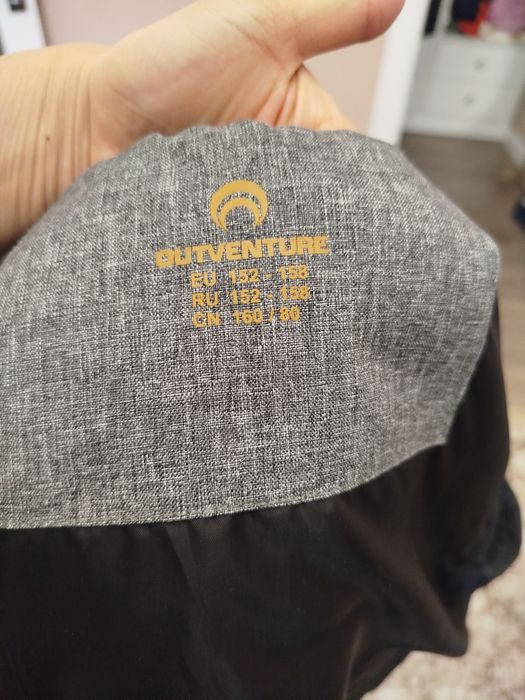 OUTVENTURE
EU 152 - 158
RU 152 - 158
CN 160 / 80